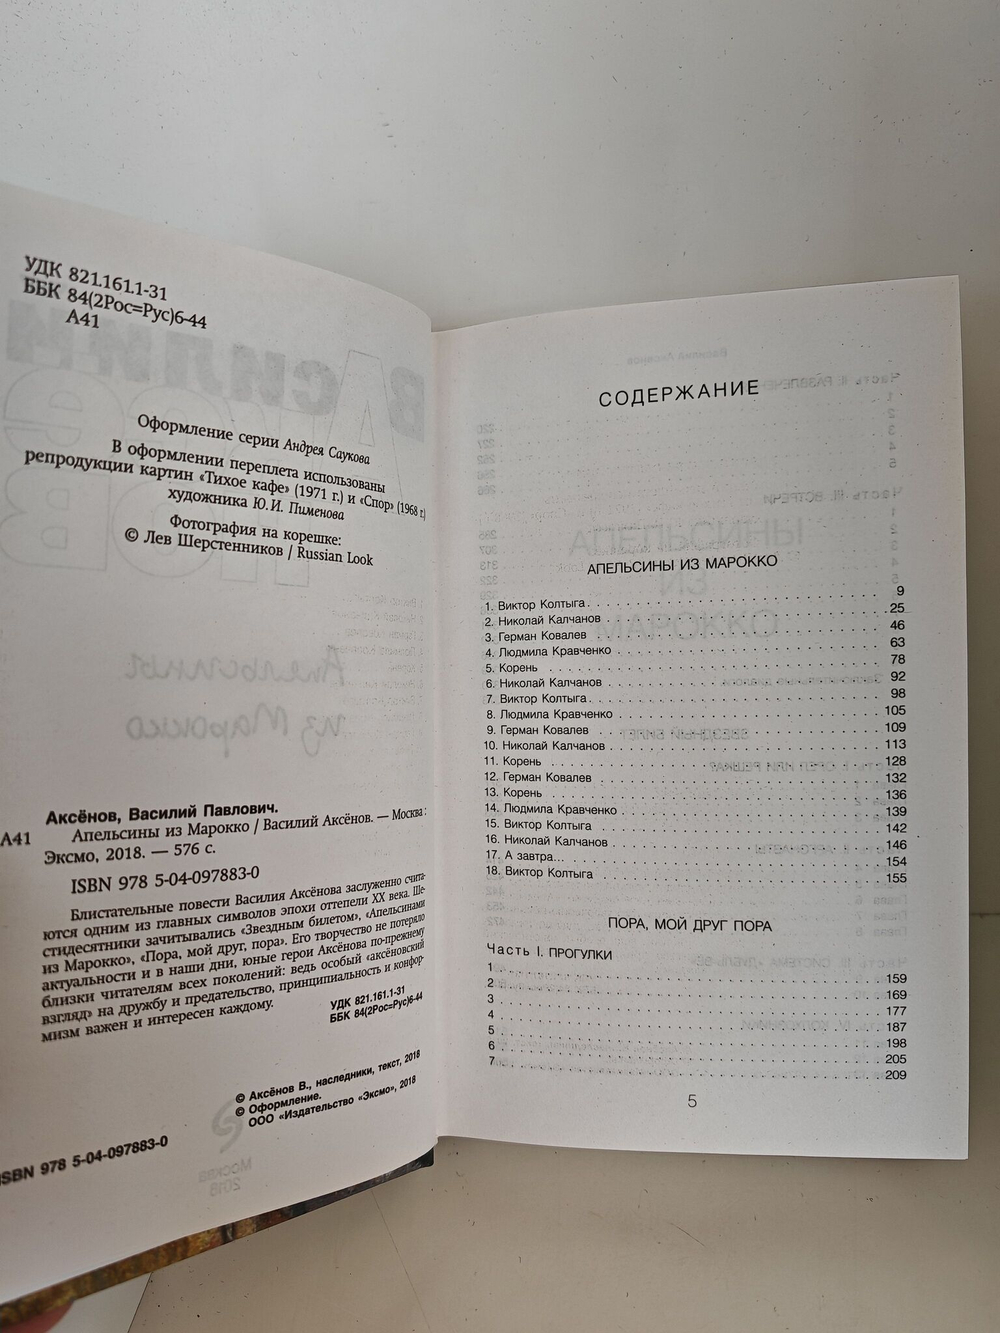 УДК 821.161.1-31
ББК 84(2Рос=Рус)6-44
А41
Оформление серии Андрея Саукова
В оформлении переплета использованы
репродукции картин «Тихое кафе» (1971 г.) и «Спор» (1968 г.)
художника Ю.И. Пименова
Фотография на корешке:
© Лев Шерстенников / Russian Look
Аксёнов, Василий Павлович.
А41 Апельсины из Марокко / Василий Аксёнов. — Москва :
Эксмо, 2018. — 576 с.
ISBN 978 5-04-097883-0
Блистательные повести Василия Аксёнова заслуженно счита-
ются одним из главных символов эпохи оттепели XX века. Ше-
стидесятники зачитывались «Звездным билетом», «Апельсинами
из Марокко», «Пора, мой друг, пора». Его творчество не потеряло
актуальности и в наши дни, юные герои Аксёнова по-прежнему
близки читателям всех поколений: ведь особый «аксёновский
взгляд» на дружбу и предательство, принципиальность и конфор-
мизм важен и интересен каждому.
УДК 821.161.1-31
ББК 84(2Рос=Рус)6-44
© Аксёнов В., наследники, текст, 2018
© Оформление.
ООО «Издательство «Эксмо», 2018
ISBN 978 5-04-097883-0
СОДЕРЖАНИЕ
АПЕЛЬСИНЫ ИЗ МАРОККО
1. Виктор Колтыга . . . 9
2. Николай Калчанов . . . 25
3. Герман Ковалев . . . 46
4. Людмила Кравченко . . . 63
5. Корень . . . 78
6. Николай Калчанов . . . 92
7. Виктор Колтыга . . . 98
8. Людмила Кравченко . . . 105
9. Герман Ковалев . . . 109
10. Николай Калчанов . . . 113
11. Корень . . . 128
12. Герман Ковалев . . . 132
13. Корень . . . 136
14. Людмила Кравченко . . . 139
15. Виктор Колтыга . . . 142
16. Николай Калчанов . . . 146
17. А завтра... . . . 154
18. Виктор Колтыга . . . 155
ПОРА, МОЙ ДРУГ ПОРА
Часть I. ПРОГУЛКИ
1 . . . 159
2 . . . 169
3 . . . 177
4 . . . 187
5 . . . 198
6 . . . 205
7 . . . 209
5